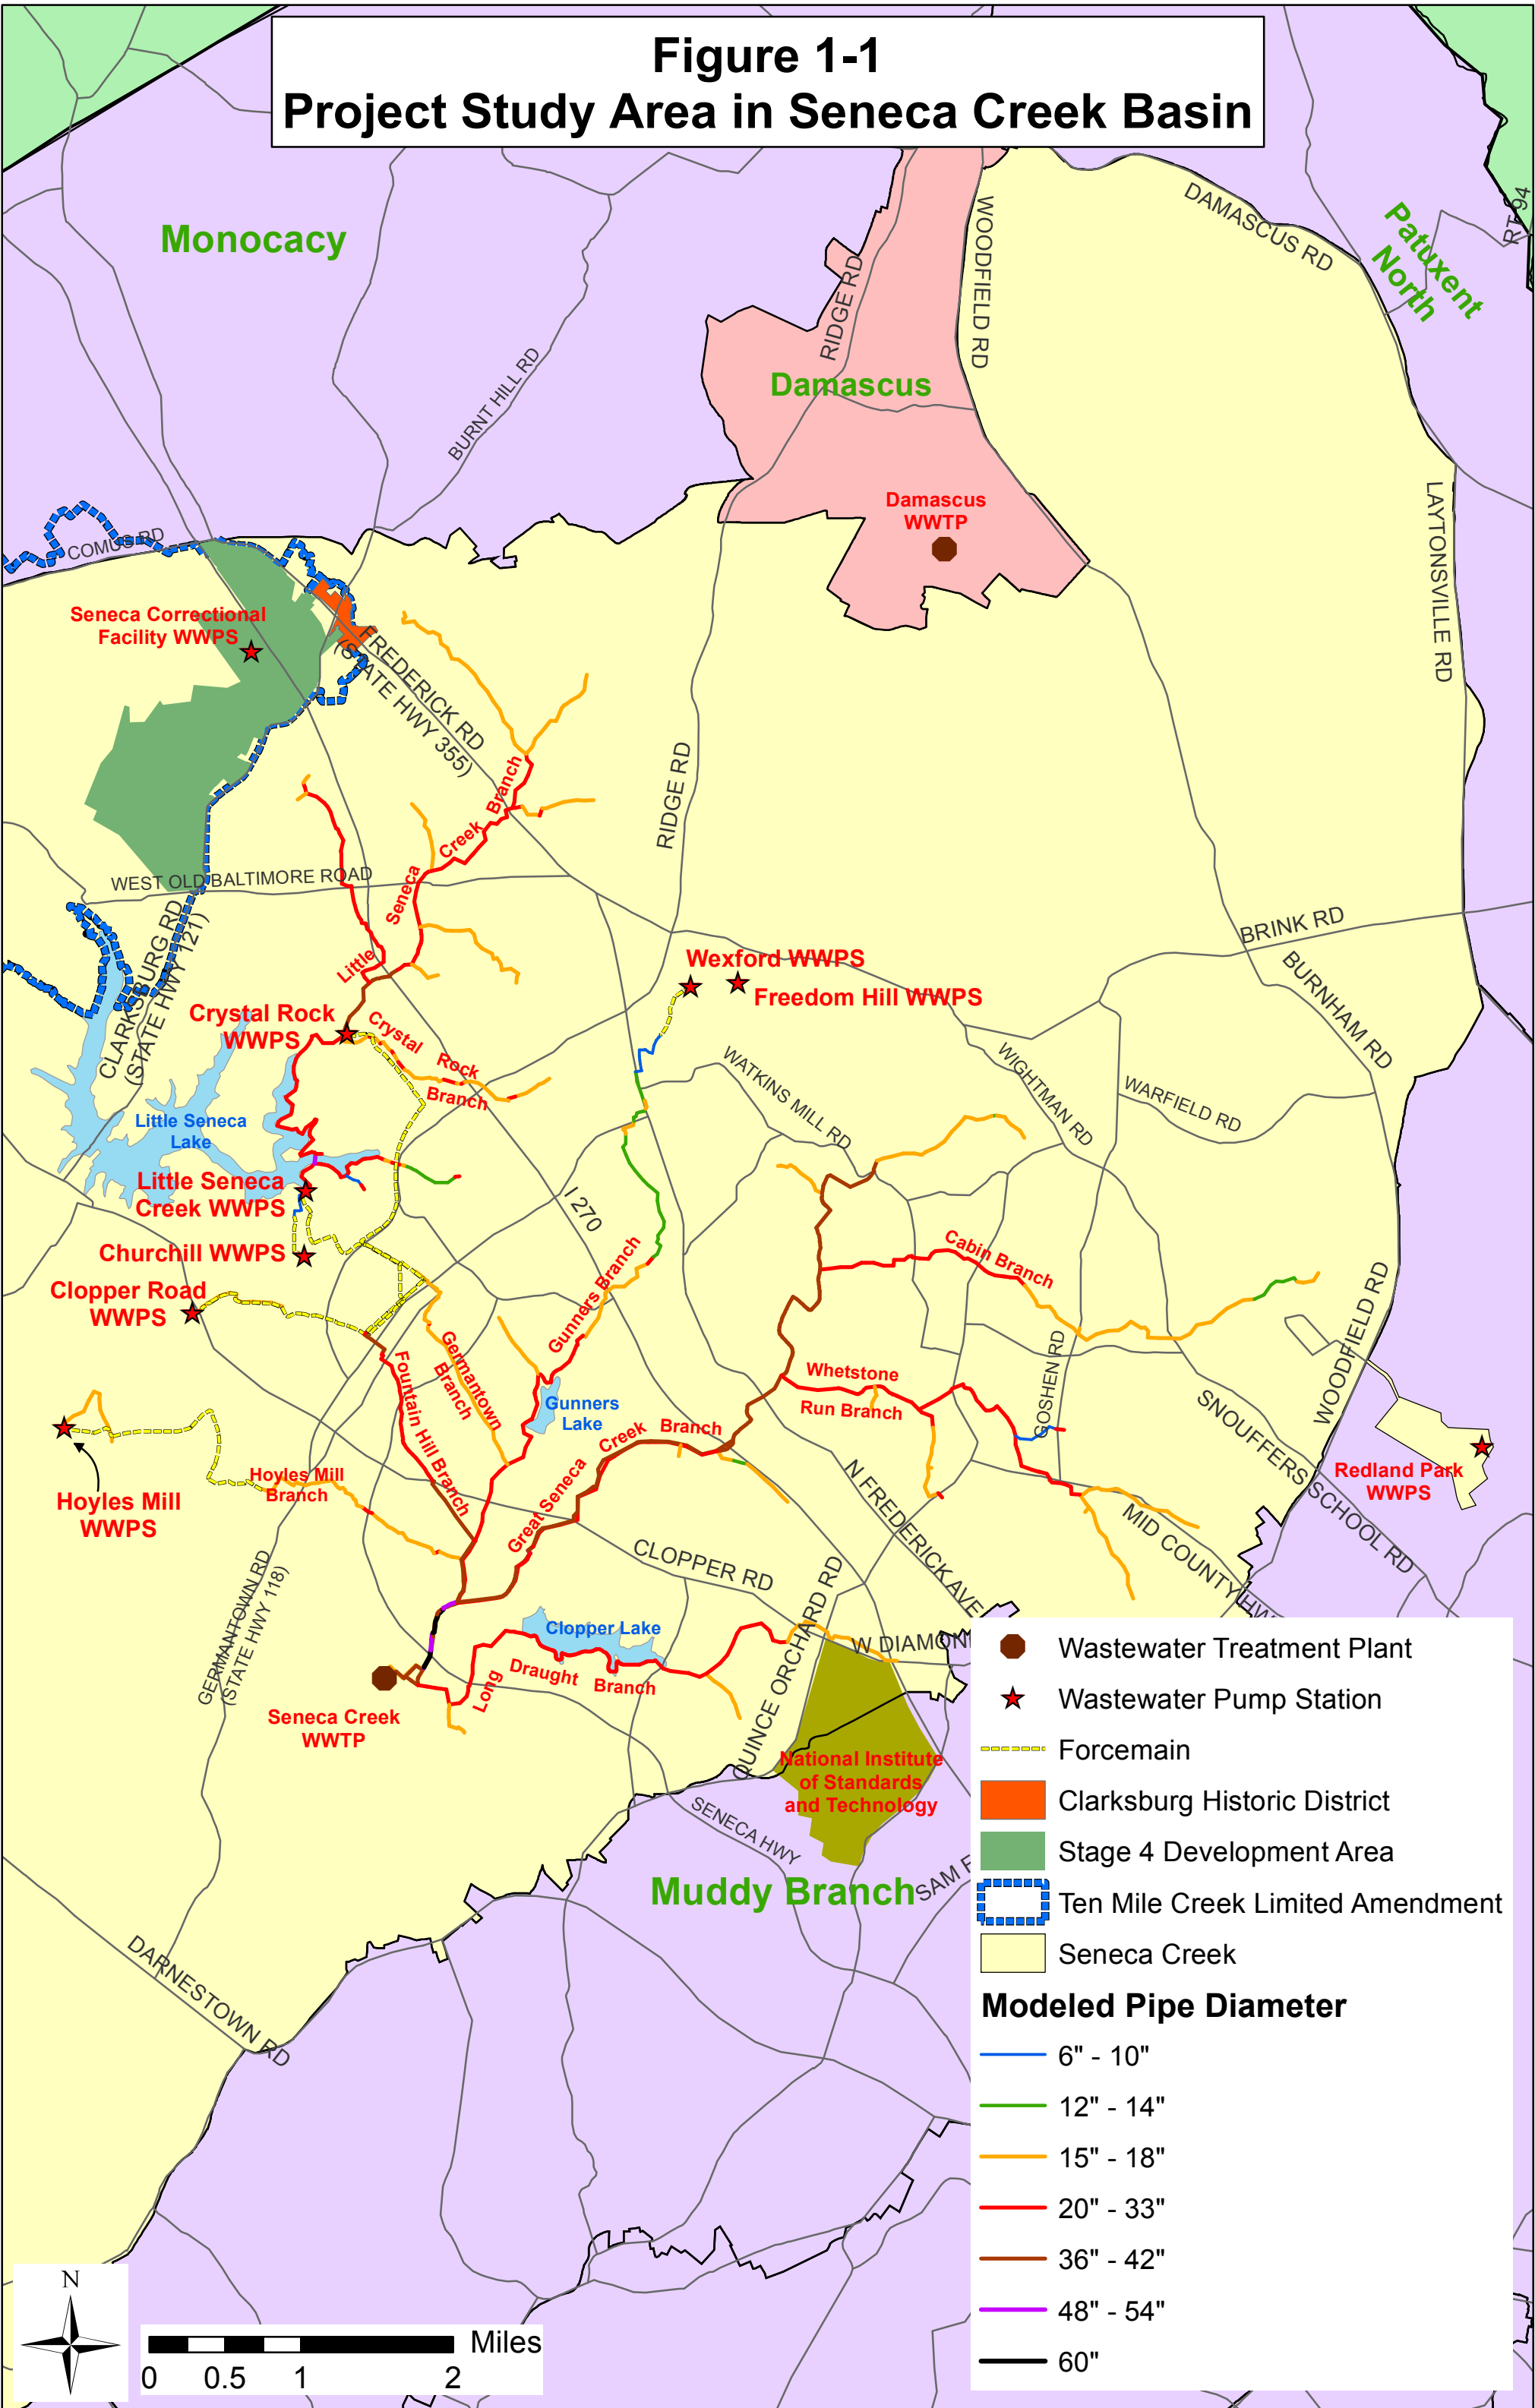 Figure 1-1
Project Study Area in Seneca Creek Basin
Monocacy
Patuxent
North
RT 94
DAMASCUS RD
WOODFIELD RD
RIDGE RD
Damascus
BURNT HILL RD
Damascus
WWTP
LAYTONSVILLE RD
COMUS RD
Seneca Correctional
Facility WWPS
FREDERICK RD
(STATE HWY 355)
RIDGE RD
Little Seneca Creek Branch
WEST OLD BALTIMORE ROAD
CLARKSBURG RD
(STATE HWY 121)
BRINK RD
BURNHAM RD
Wexford WWPS
Freedom Hill WWPS
Crystal Rock
WWPS
Crystal Rock
Branch
WATKINS MILL RD
WIGHTMAN RD
WARFIELD RD
Little Seneca
Lake
Little Seneca
Creek WWPS
I 270
Churchill WWPS
Clopper Road
WWPS
Gunners Branch
Cabin Branch
Germantown
Branch
Fountain Hill Branch
Gunners
Lake
Whetstone
Run Branch
GOSHEN RD
WOODFIELD RD
SNOUFFERS SCHOOL RD
Great Seneca Creek Branch
Redland Park
WWPS
Hoyles Mill
Branch
Hoyles Mill
WWPS
N FREDERICK AVE
MID COUNTY HW
CLOPPER RD
QUINCE ORCHARD RD
GERMANTOWN RD
(STATE HWY 118)
Clopper Lake
W DIAMON
Long Draught Branch
Seneca Creek
WWTP
National Institute
of Standards
and Technology
SENECA HWY
Muddy Branch
SAM F
DARNESTOWN RD
Wastewater Treatment Plant
Wastewater Pump Station
Forcemain
Clarksburg Historic District
Stage 4 Development Area
Ten Mile Creek Limited Amendment
Seneca Creek
Modeled Pipe Diameter
6" - 10"
12" - 14"
15" - 18"
20" - 33"
36" - 42"
48" - 54"
60"
N
Miles
0 0.5 1 2